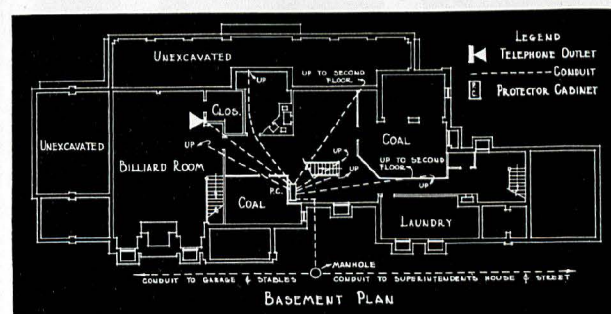 LEGEND
TELEPHONE OUTLET
CONDUIT
P.C. PROTECTOR CABINET
UNEXCAVATED
UP
UP TO SECOND FLOOR
CLOS.
COAL
UNEXCAVATED
UP
BILLIARD ROOM
UP
UP
UP TO SECOND FLOOR
UP
P.C.
COAL
LAUNDRY
MANHOLE
CONDUIT TO GARAGE & STABLES
CONDUIT TO SUPERINTENDENTS HOUSE & STREET
BASEMENT PLAN